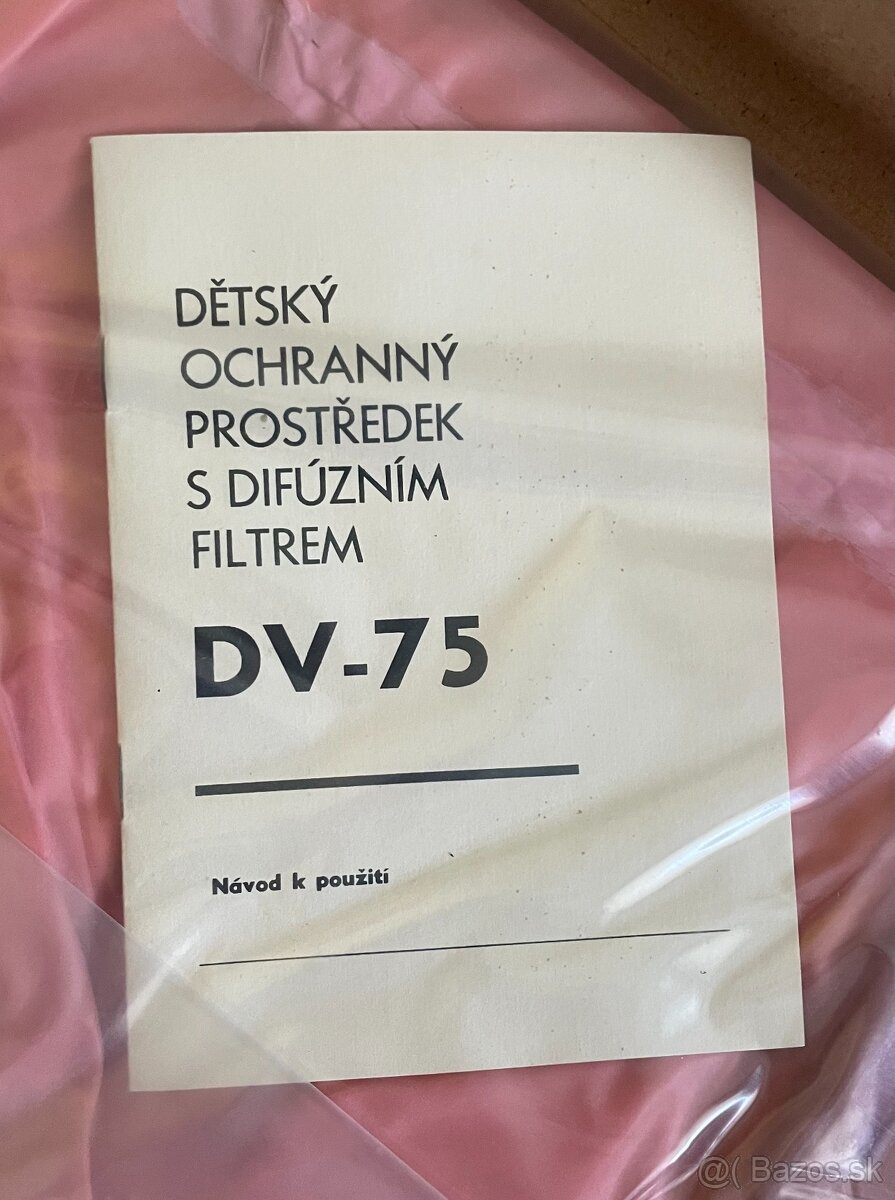 DĚTSKÝ
OCHRANNÝ
PROSTŘEDEK
S DIFÚZNÍM
FILTREM
DV-75
Návod k použití
@( Bazos.sk